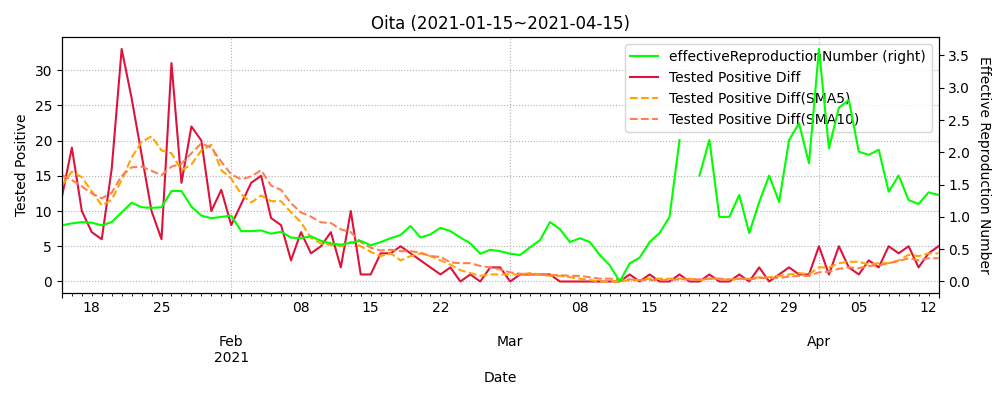 Oita (2021-01-15~2021-04-15)
effectiveReproductionNumber (right)
Tested Positive Diff
Tested Positive Diff(SMA5)
Tested Positive Diff(SMA10)
Tested Positive
0
5
10
15
20
25
30
Effective Reproduction Number
0.0
0.5
1.0
1.5
2.0
2.5
3.0
3.5
18 25 08 15 22 08 15 22 29 05 12
Feb Mar Apr
2021
Date